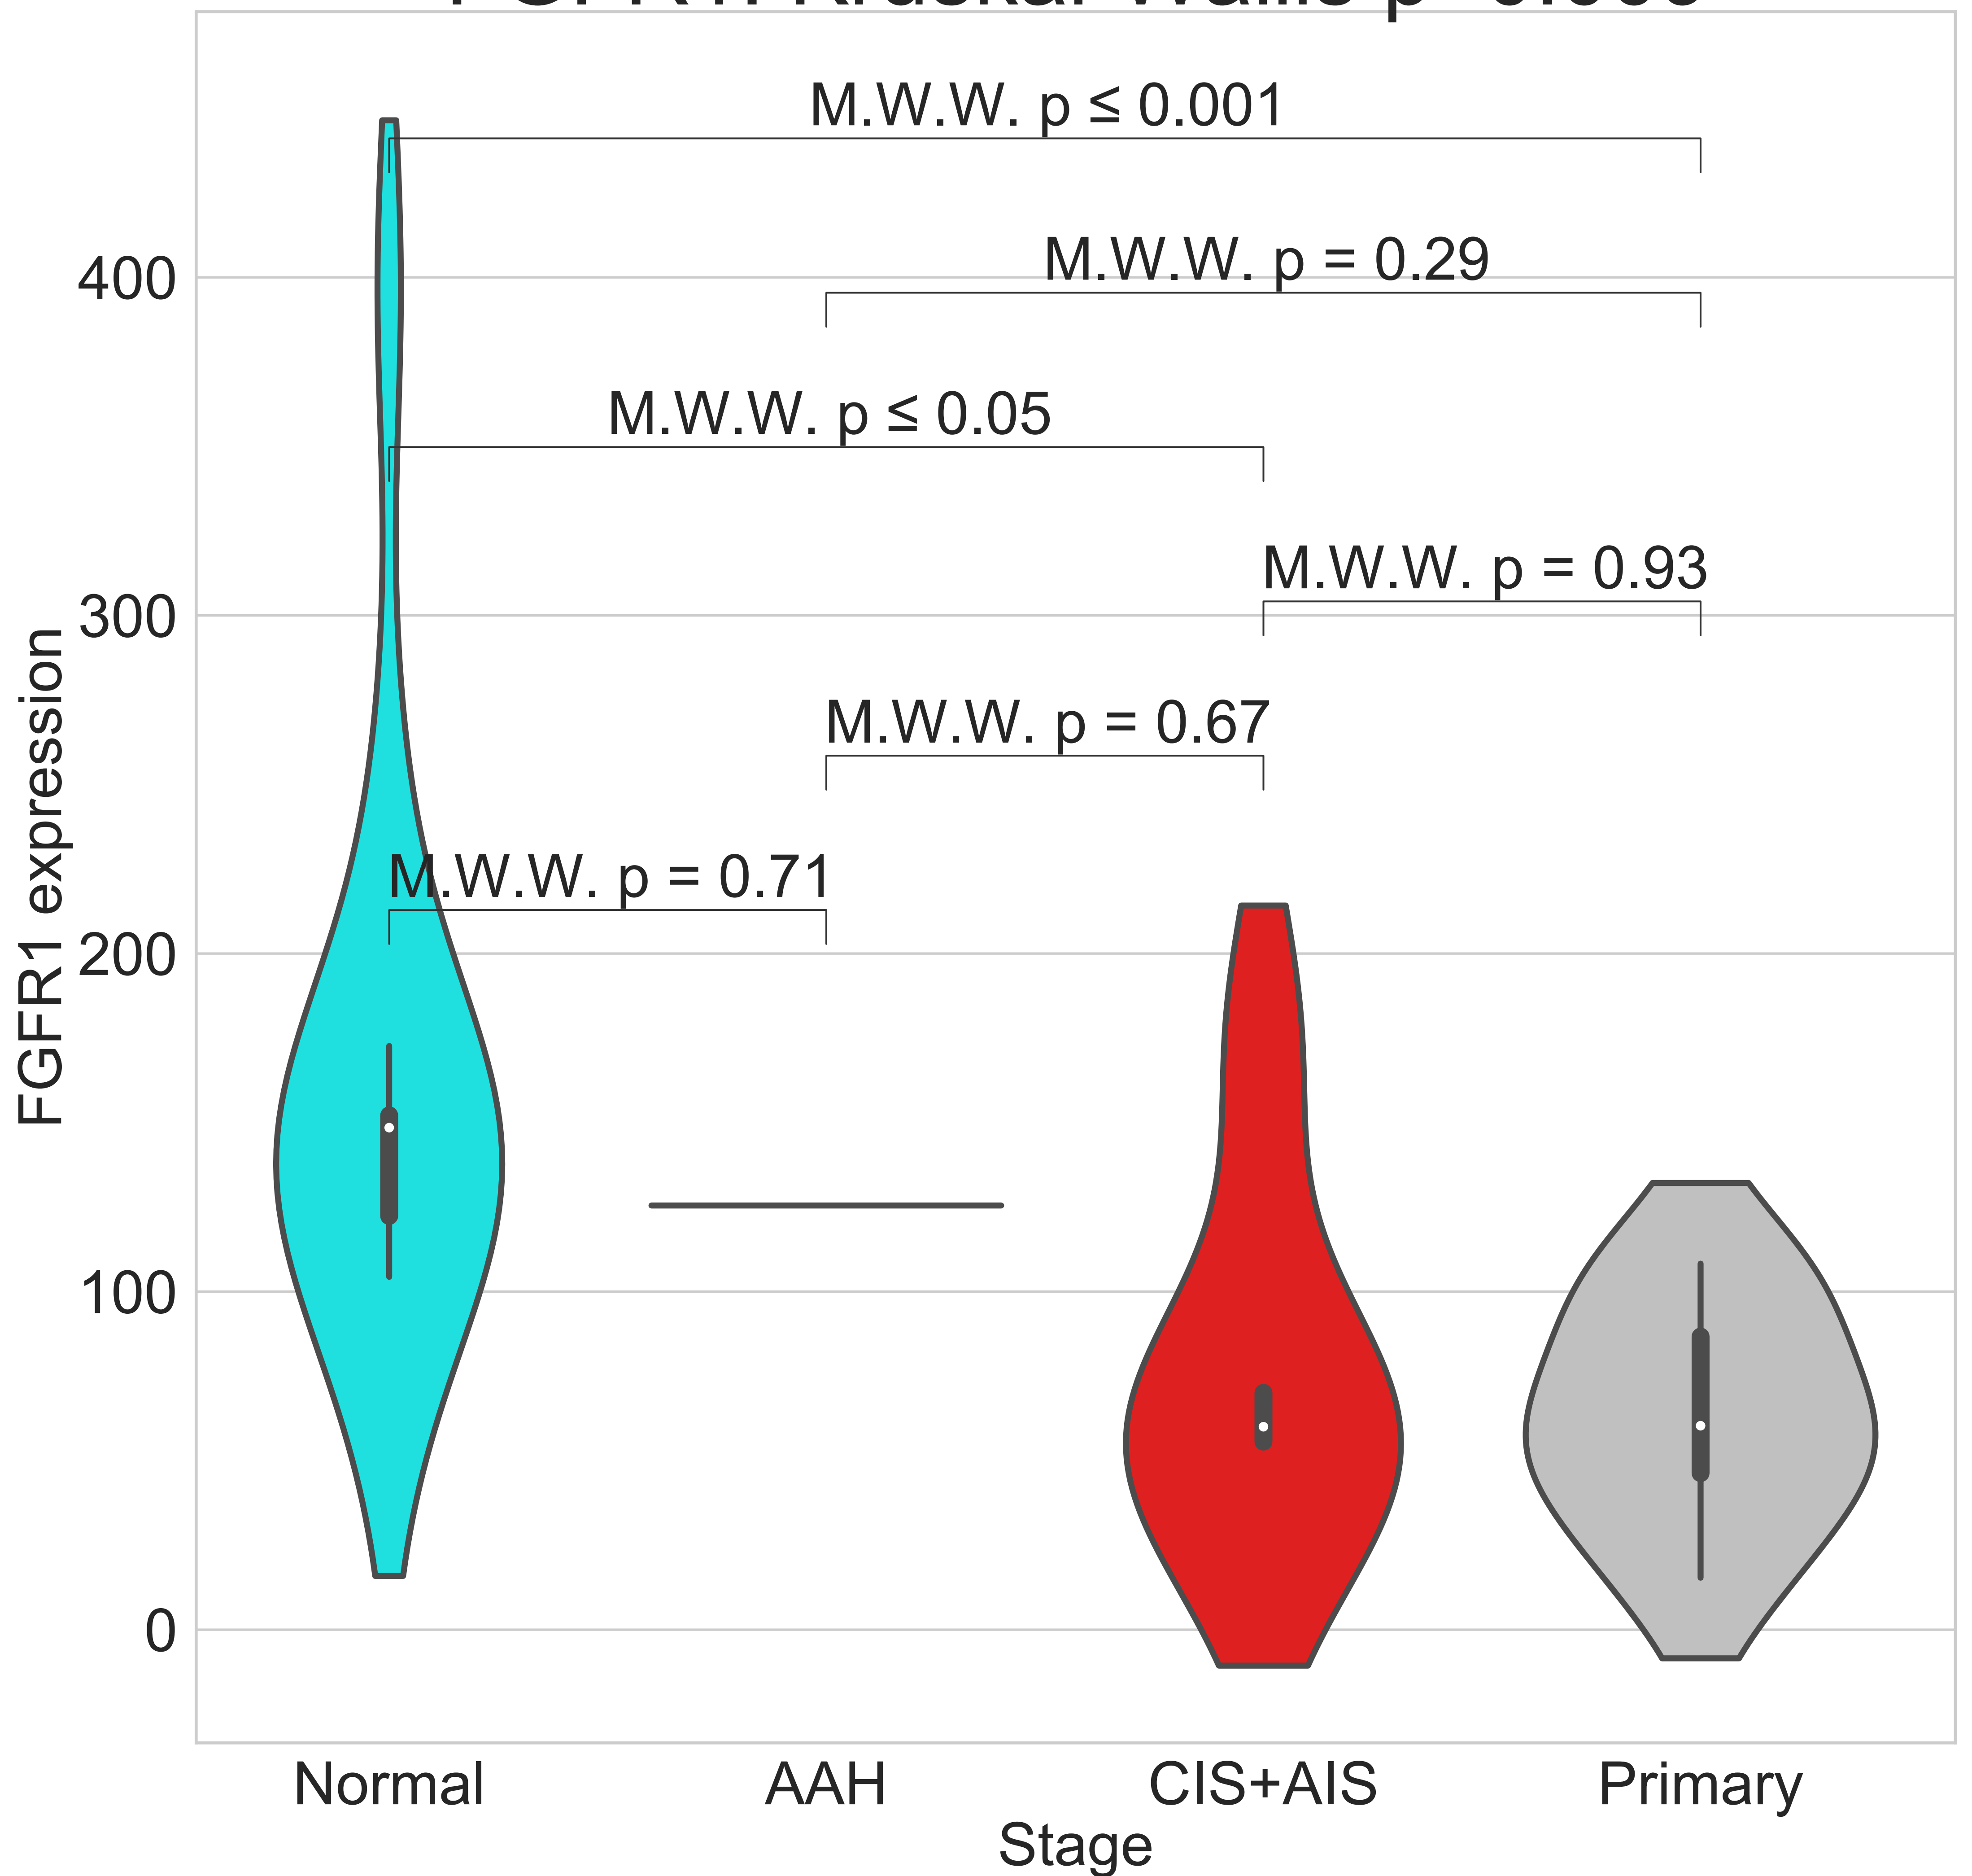 M.W.W. p ≤ 0.001
M.W.W. p = 0.29
M.W.W. p ≤ 0.05
M.W.W. p = 0.93
M.W.W. p = 0.67
M.W.W. p = 0.71
FGFR1 expression
400
300
200
100
0
Normal AAH CIS+AIS Primary
Stage